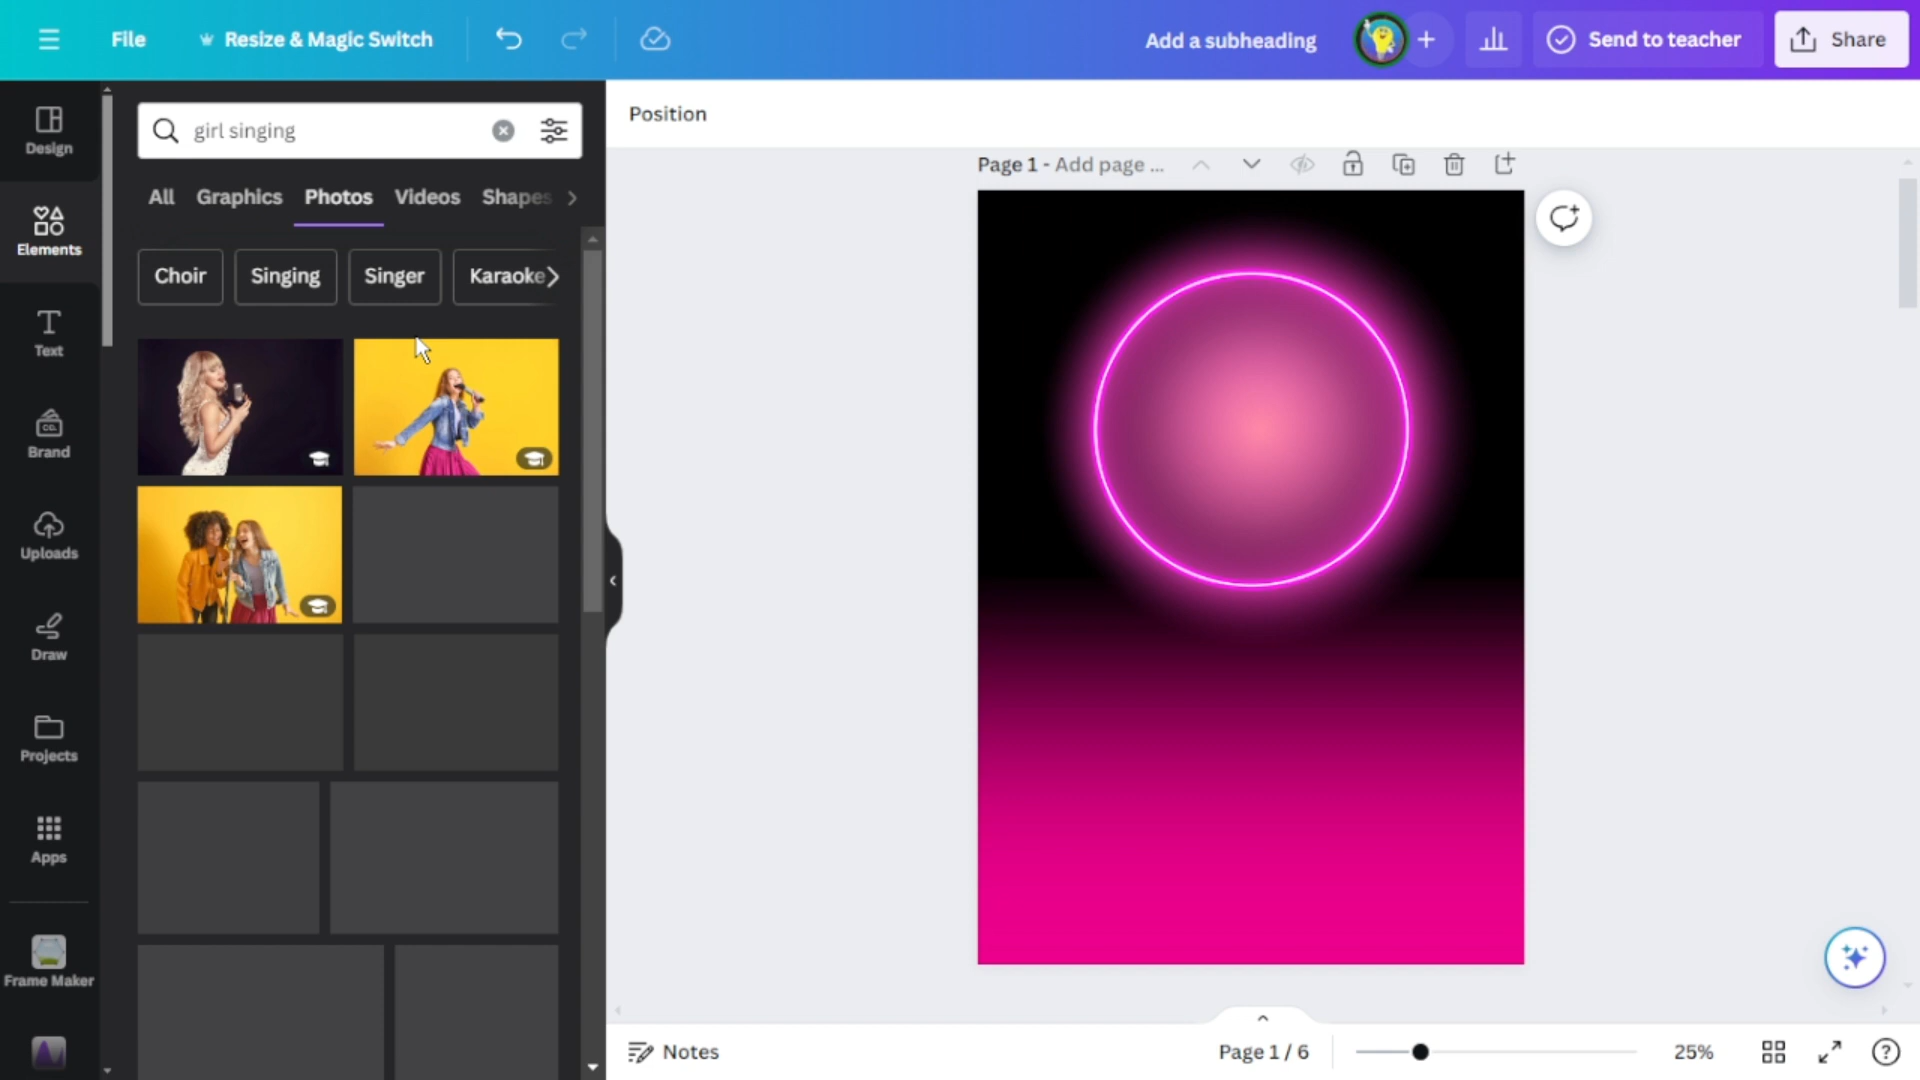 File
Resize & Magic Switch
Add a subheading
Send to teacher
Share
Design
Elements
Text
Brand
CO.
Uploads
Draw
Projects
Apps
Frame Maker
girl singing
All
Graphics
Photos
Videos
Shapes
Choir
Singing
Singer
Karaoke
Position
Page 1 - Add page ...
Notes
Page 1 / 6
25%